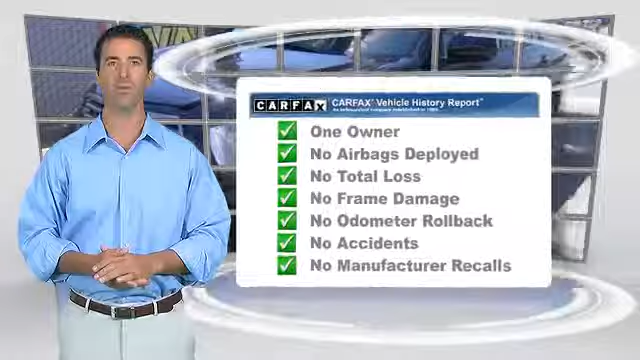 CARFAX CARFAX Vehicle History Report™
One Owner
No Airbags Deployed
No Total Loss
No Frame Damage
No Odometer Rollback
No Accidents
No Manufacturer Recalls